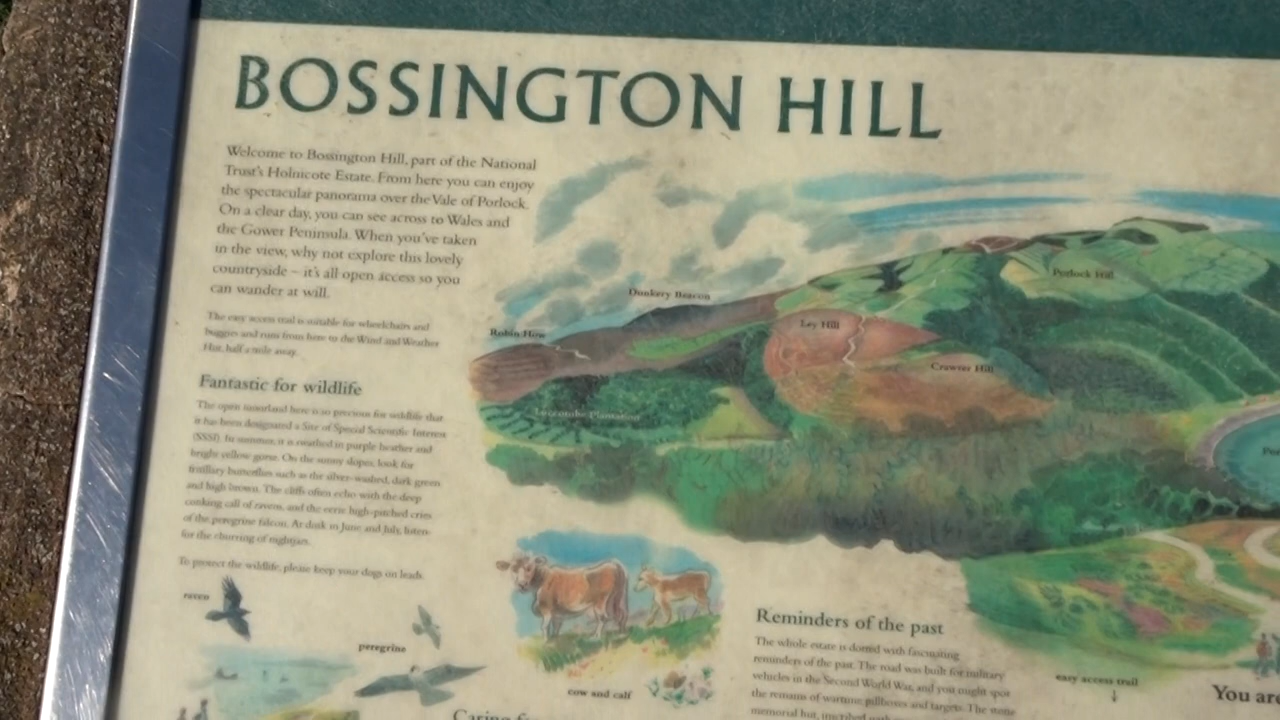 BOSSINGTON HILL
Welcome to Bossington Hill, part of the National
Trust's Holnicote Estate. From here you can enjoy
the spectacular panorama over the Vale of Porlock.
On a clear day, you can see across to Wales and
the Gower Peninsula. When you've taken
in the view, why not explore this lovely
countryside – it's all open access so you
can wander at will.
The easy access trail is suitable for wheelchairs and
buggies and runs from here to the Wind and Weather
Hut, half a mile away.
Fantastic for wildlife
The open moorland here is so precious for wildlife that
it has been designated a Site of Special Scientific Interest
(SSSI). In summer, it is swathed in purple heather and
bright yellow gorse. On the sunny slopes, look for
fritillary butterflies such as the silver-washed, dark green
and high brown. The cliffs often echo with the deep
conking call of ravens, and the eerie high-pitched cries
of the peregrine falcon. At dusk in June and July, listen
for the churring of nightjars.
To protect the wildlife, please keep your dogs on leads.
raven
peregrine
Robin How
Dunkery Beacon
Ley Hill
Porlock Hill
Crawter Hill
Luccombe Plantation
cow and calf
Caring
Reminders of the past
The whole estate is dotted with fascinating
reminders of the past. The road was built for military
vehicles in the Second World War, and you might spot
the remains of wartime pillboxes and targets. The stone
memorial hut, inscribed
easy access trail
You are